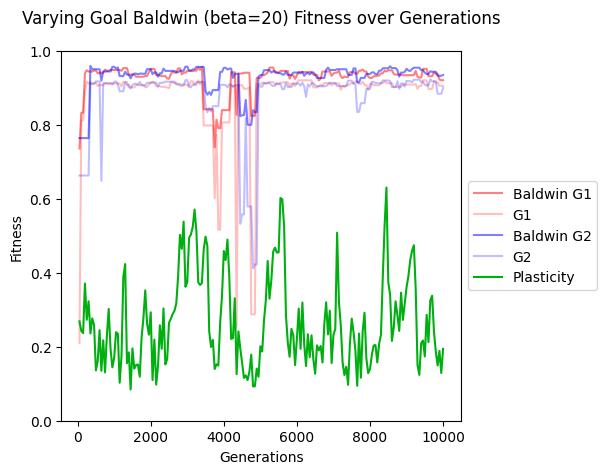 Varying Goal Baldwin (beta=20) Fitness over Generations
1.0
0.8
0.6
0.4
0.2
0.0
Fitness
0
2000
4000
6000
8000
10000
Generations
Baldwin G1
G1
Baldwin G2
G2
Plasticity